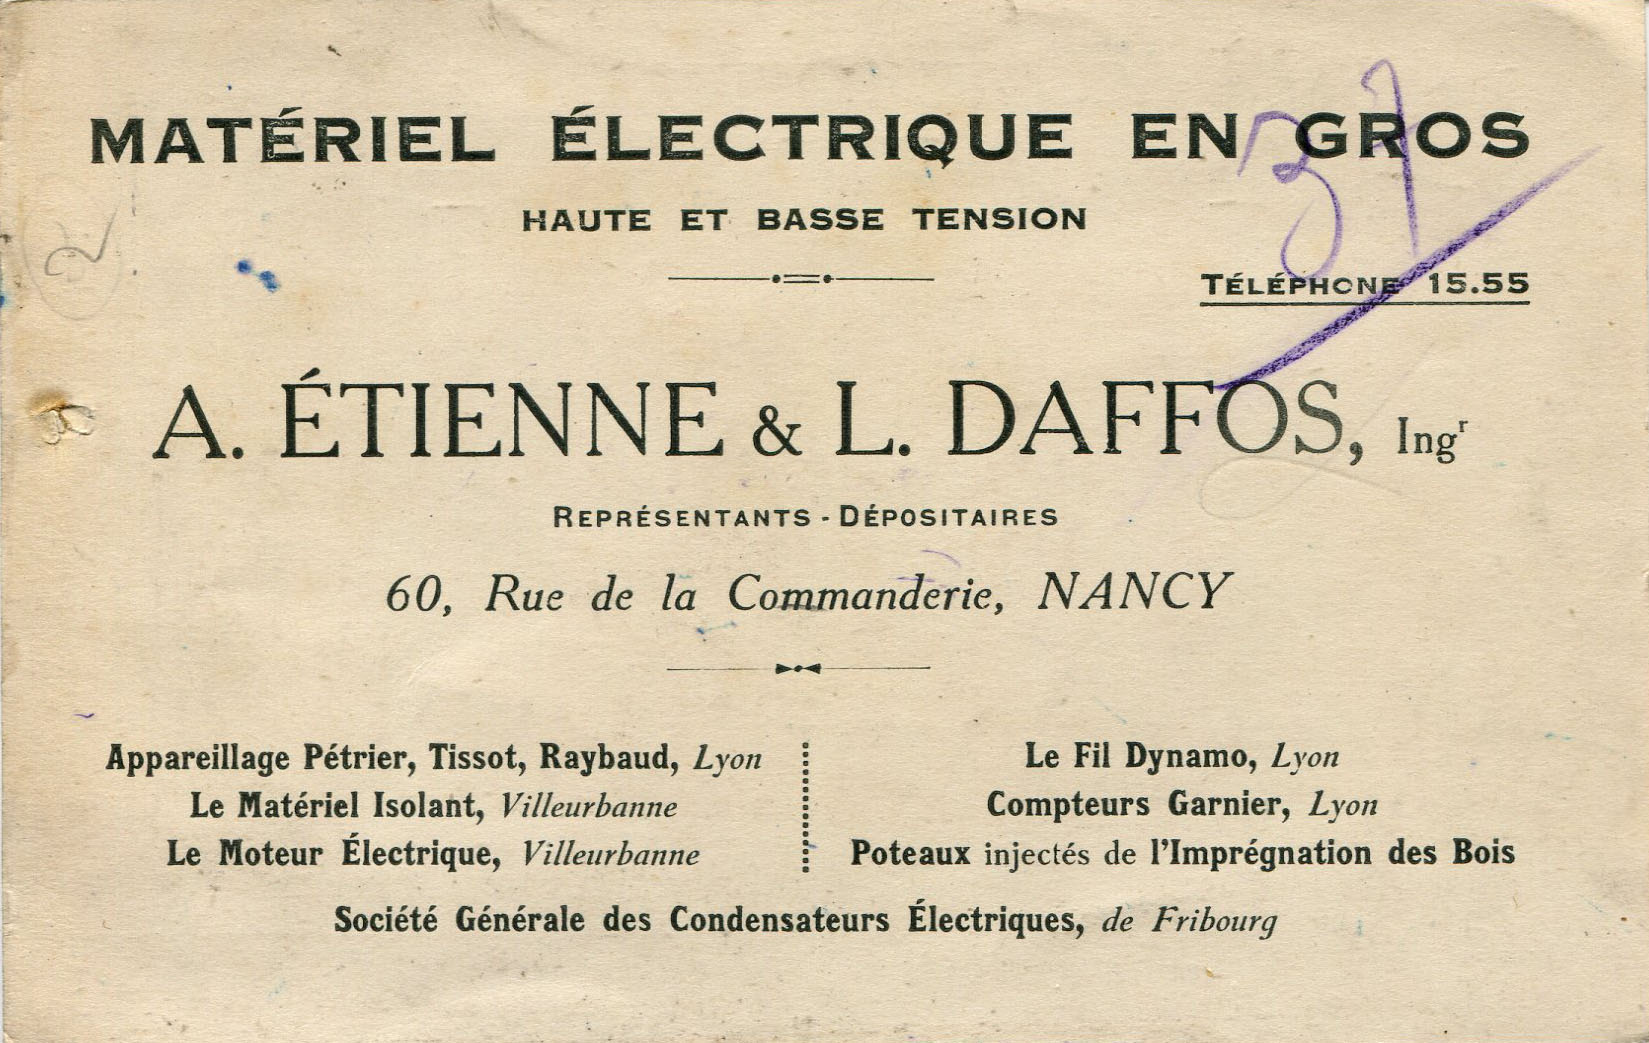 MATÉRIEL ÉLECTRIQUE EN GROS
HAUTE ET BASSE TENSION
37
TÉLÉPHONE 15.55
A. ÉTIENNE & L. DAFFOS, Ingr
REPRÉSENTANTS - DÉPOSITAIRES
60, Rue de la Commanderie, NANCY
Appareillage Pétrier, Tissot, Raybaud, Lyon
Le Matériel Isolant, Villeurbanne
Le Moteur Électrique, Villeurbanne
Le Fil Dynamo, Lyon
Compteurs Garnier, Lyon
Poteaux injectés de l'Imprégnation des Bois
Société Générale des Condensateurs Électriques, de Fribourg